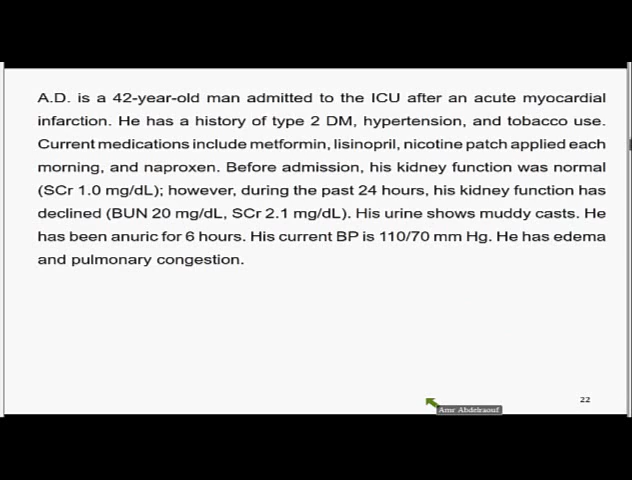 A.D. is a 42-year-old man admitted to the ICU after an acute myocardial
infarction. He has a history of type 2 DM, hypertension, and tobacco use.
Current medications include metformin, lisinopril, nicotine patch applied each
morning, and naproxen. Before admission, his kidney function was normal
(SCr 1.0 mg/dL); however, during the past 24 hours, his kidney function has
declined (BUN 20 mg/dL, SCr 2.1 mg/dL). His urine shows muddy casts. He
has been anuric for 6 hours. His current BP is 110/70 mm Hg. He has edema
and pulmonary congestion.
22
Amr Abdelraouf